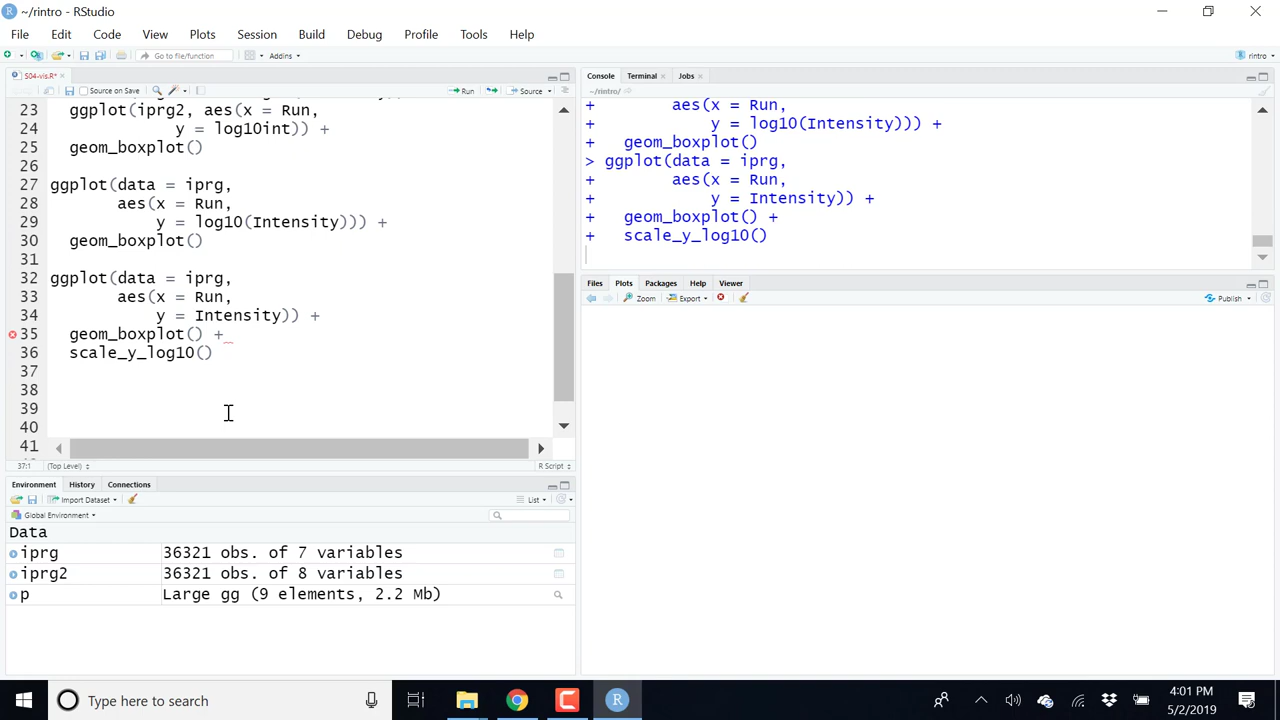 ~/rintro - RStudio
File Edit Code View Plots Session Build Debug Profile Tools Help
Go to file/function Addins rintro
S04-vis.R*
Source on Save Run Source
23 ggplot(iprg2, aes(x = Run,
24 y = log10int)) +
25 geom_boxplot()
26
27 ggplot(data = iprg,
28 aes(x = Run,
29 y = log10(Intensity))) +
30 geom_boxplot()
31
32 ggplot(data = iprg,
33 aes(x = Run,
34 y = Intensity)) +
35 geom_boxplot() +
36 scale_y_log10()
37
38
39
40
41
37:1 (Top Level) R Script
Environment History Connections
Import Dataset List
Global Environment
Data
iprg 36321 obs. of 7 variables
iprg2 36321 obs. of 8 variables
p Large gg (9 elements, 2.2 Mb)
Console Terminal Jobs
~/rintro/
+ aes(x = Run,
+ y = log10(Intensity))) +
+ geom_boxplot()
> ggplot(data = iprg,
+ aes(x = Run,
+ y = Intensity)) +
+ geom_boxplot() +
+ scale_y_log10()
Files Plots Packages Help Viewer
Zoom Export Publish
Type here to search
4:01 PM
5/2/2019